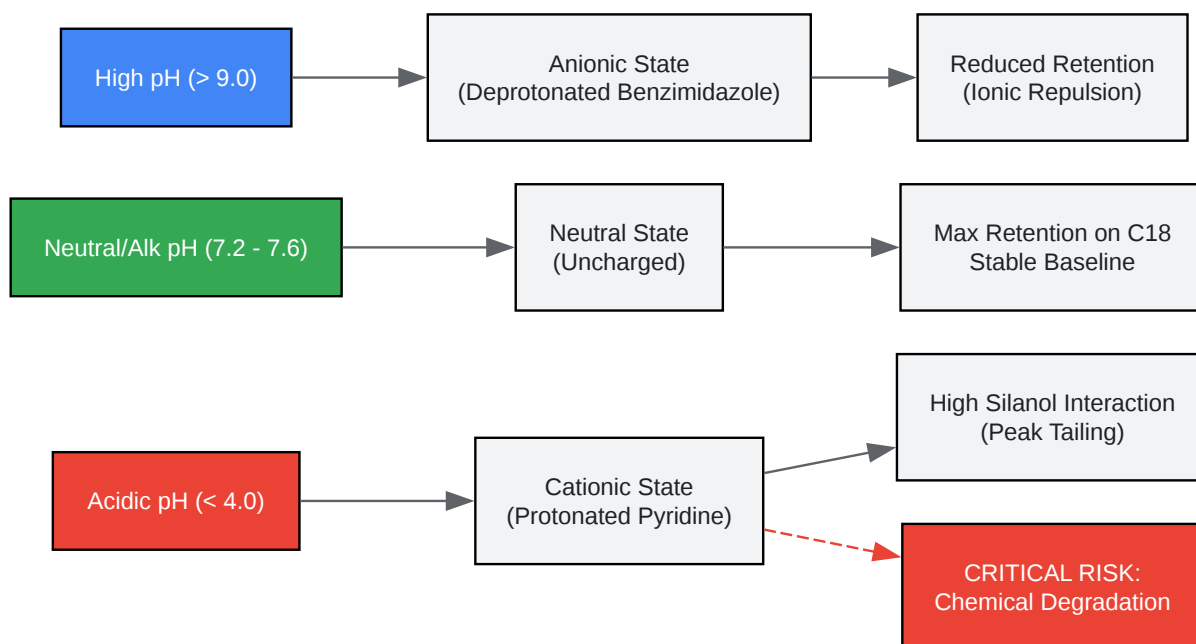 High pH (> 9.0)
Anionic State
(Deprotonated Benzimidazole)
Reduced Retention
(Ionic Repulsion)
Neutral/Alk pH (7.2 - 7.6)
Neutral State
(Uncharged)
Max Retention on C18
Stable Baseline
Acidic pH (< 4.0)
Cationic State
(Protonated Pyridine)
High Silanol Interaction
(Peak Tailing)
CRITICAL RISK:
Chemical Degradation